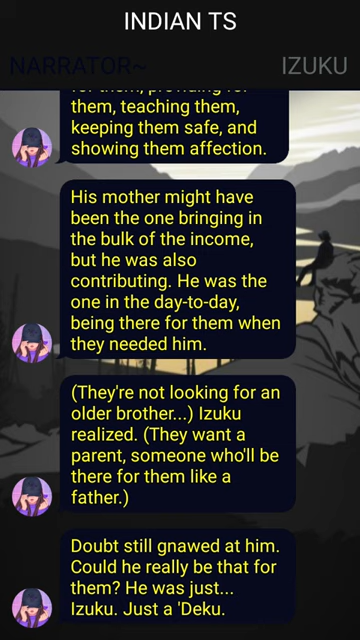 INDIAN TS
NARRATOR~ IZUKU
for them, providing for
them, teaching them,
keeping them safe, and
showing them affection.
His mother might have
been the one bringing in
the bulk of the income,
but he was also
contributing. He was the
one in the day-to-day,
being there for them when
they needed him.
(They're not looking for an
older brother...) Izuku
realized. (They want a
parent, someone who'll be
there for them like a
father.)
Doubt still gnawed at him.
Could he really be that for
them? He was just...
Izuku. Just a 'Deku.